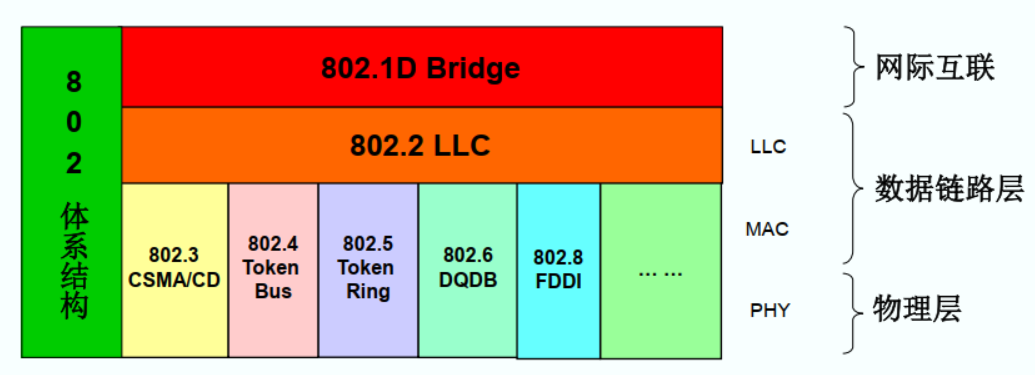 802体系结构
802.1D Bridge
802.2 LLC
802.3
CSMA/CD
802.4
Token
Bus
802.5
Token
Ring
802.6
DQDB
802.8
FDDI
... ...
LLC
MAC
PHY
网际互联
数据链路层
物理层